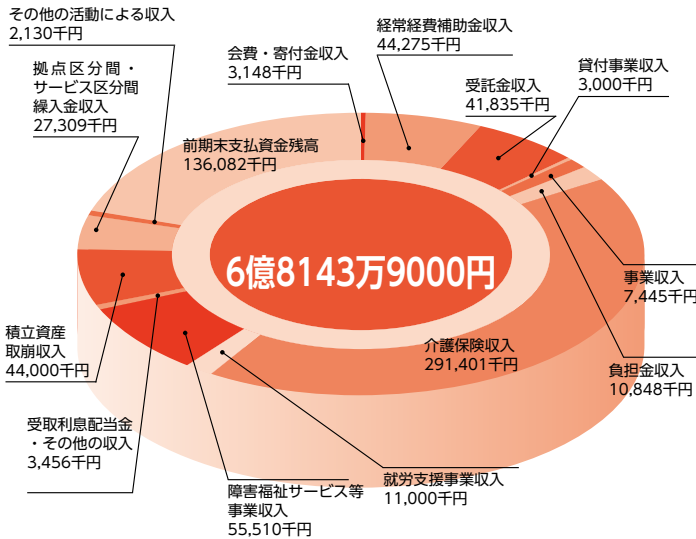 その他の活動による収入
2,130千円
拠点区分間・
サービス区分間
繰入金収入
27,309千円
会費・寄付金収入
3,148千円
経常経費補助金収入
44,275千円
受託金収入
41,835千円
貸付事業収入
3,000千円
前期末支払資金残高
136,082千円
6億8143万9000円
事業収入
7,445千円
負担金収入
10,848千円
介護保険収入
291,401千円
積立資産
取崩収入
44,000千円
受取利息配当金
・その他の収入
3,456千円
障害福祉サービス等
事業収入
55,510千円
就労支援事業収入
11,000千円